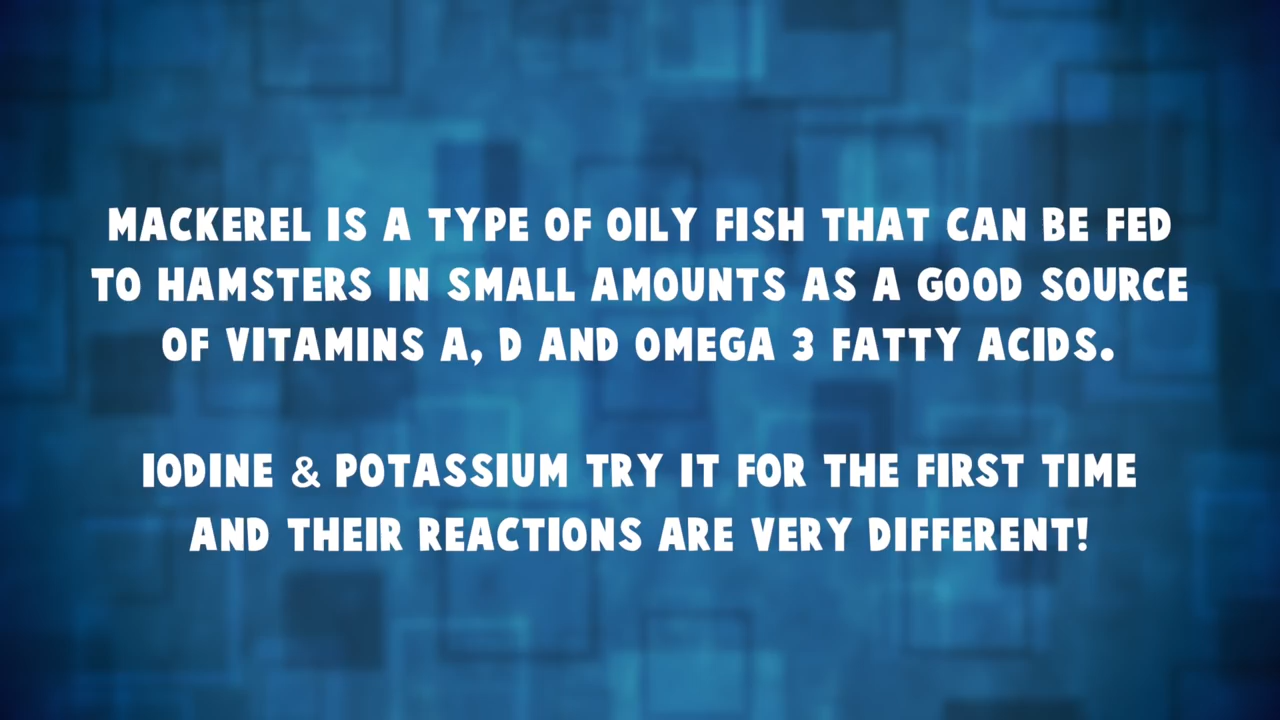 MACKEREL IS A TYPE OF OILY FISH THAT CAN BE FED
TO HAMSTERS IN SMALL AMOUNTS AS A GOOD SOURCE
OF VITAMINS A, D AND OMEGA 3 FATTY ACIDS.
IODINE & POTASSIUM TRY IT FOR THE FIRST TIME
AND THEIR REACTIONS ARE VERY DIFFERENT!